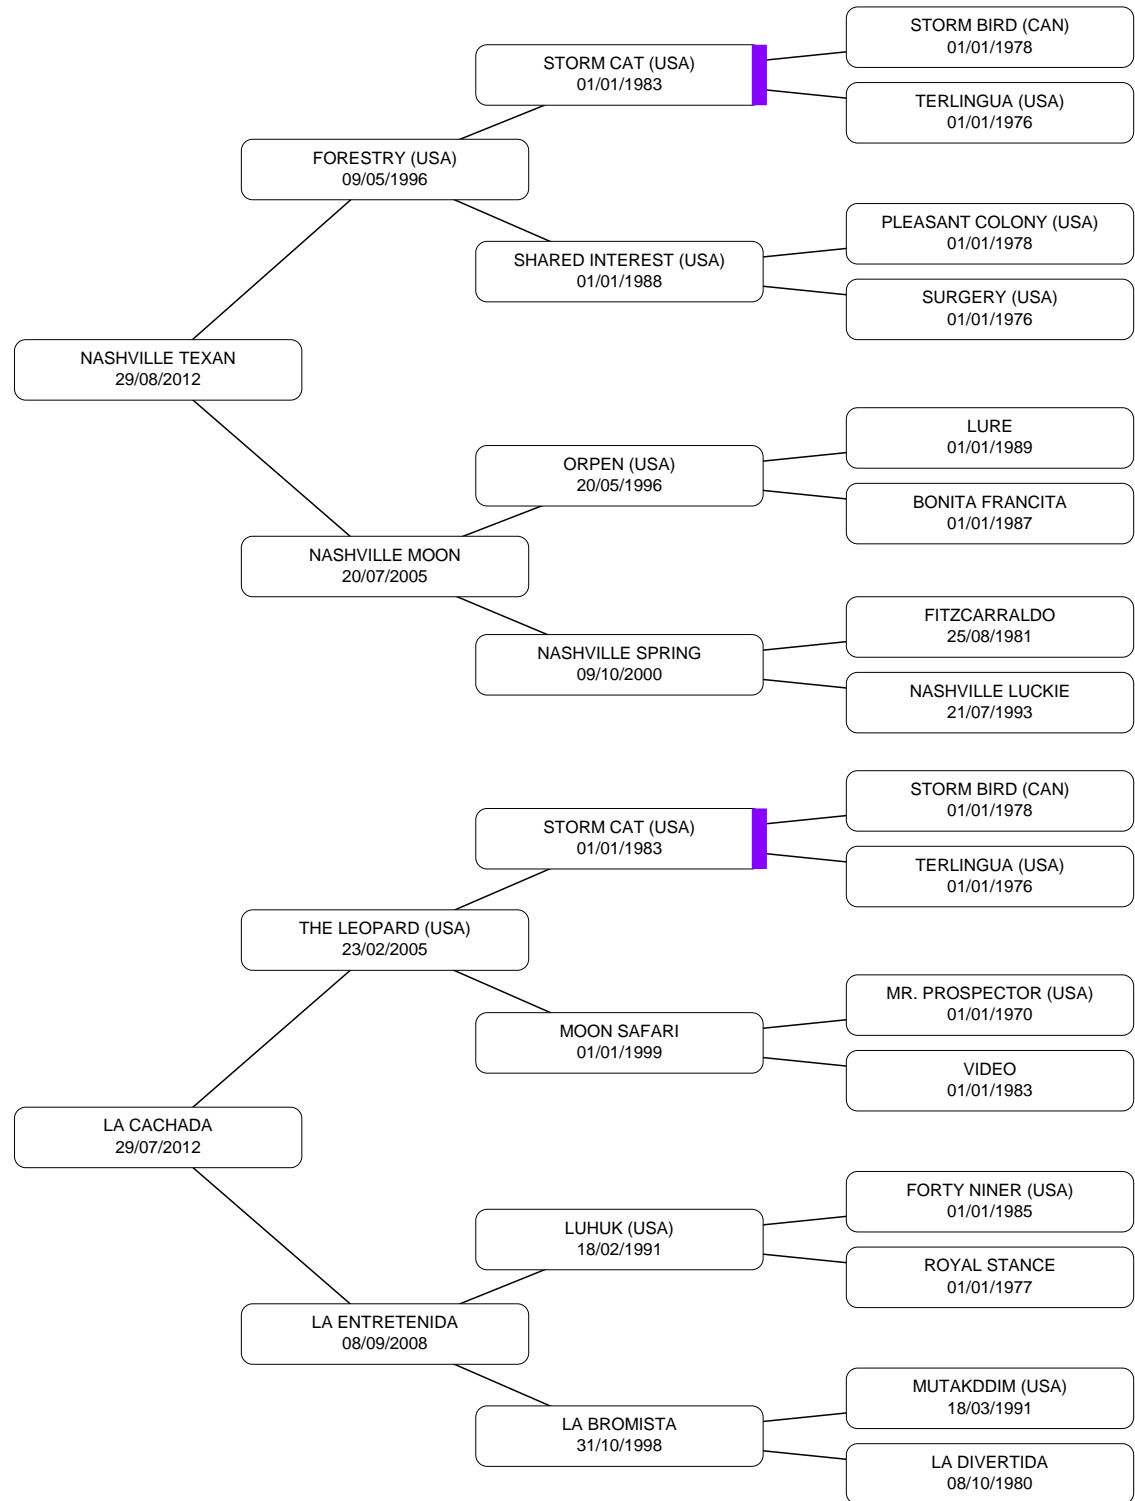 STORM BIRD (CAN)
01/01/1978
STORM CAT (USA)
01/01/1983
TERLINGUA (USA)
01/01/1976
FORESTRY (USA)
09/05/1996
PLEASANT COLONY (USA)
01/01/1978
SHARED INTEREST (USA)
01/01/1988
SURGERY (USA)
01/01/1976
NASHVILLE TEXAN
29/08/2012
LURE
01/01/1989
ORPEN (USA)
20/05/1996
BONITA FRANCITA
01/01/1987
NASHVILLE MOON
20/07/2005
FITZCARRALDO
25/08/1981
NASHVILLE SPRING
09/10/2000
NASHVILLE LUCKIE
21/07/1993
STORM BIRD (CAN)
01/01/1978
STORM CAT (USA)
01/01/1983
TERLINGUA (USA)
01/01/1976
THE LEOPARD (USA)
23/02/2005
MR. PROSPECTOR (USA)
01/01/1970
MOON SAFARI
01/01/1999
VIDEO
01/01/1983
LA CACHADA
29/07/2012
FORTY NINER (USA)
01/01/1985
LUHUK (USA)
18/02/1991
ROYAL STANCE
01/01/1977
LA ENTRETENIDA
08/09/2008
MUTAKDDIM (USA)
18/03/1991
LA BROMISTA
31/10/1998
LA DIVERTIDA
08/10/1980